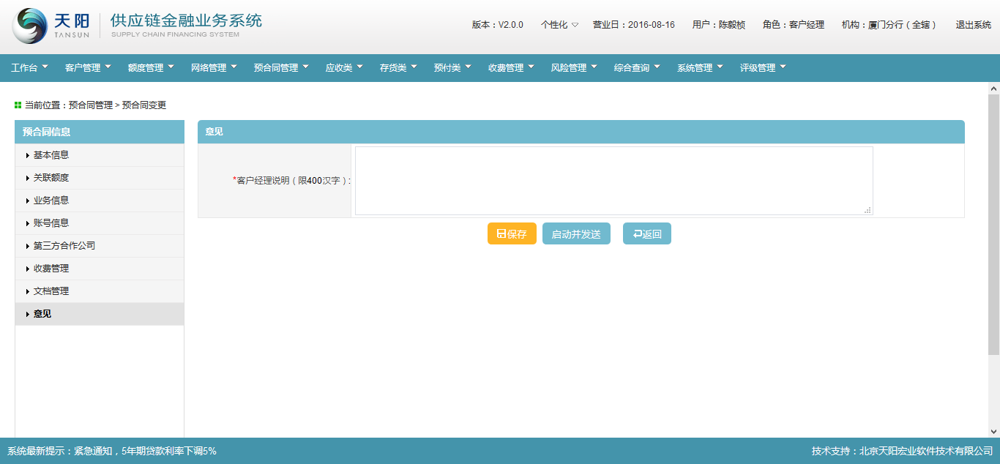 天阳
TANSUN
供应链金融业务系统
SUPPLY CHAIN FINANCING SYSTEM
版本：V2.0.0 个性化 营业日：2016-08-16 用户：陈毅桢 角色：客户经理 机构：厦门分行（全辖） 退出系统
工作台 客户管理 额度管理 网络管理 预合同管理 应收类 存货类 预付类 收费管理 风险管理 综合查询 系统管理 评级管理
当前位置：预合同管理 > 预合同变更
预合同信息
基本信息
关联额度
业务信息
账号信息
第三方合作公司
收费管理
文档管理
意见
意见
*客户经理说明（限400汉字）:
保存 启动并发送 返回
系统最新提示：紧急通知，5年期贷款利率下调5%
技术支持：北京天阳宏业软件技术有限公司